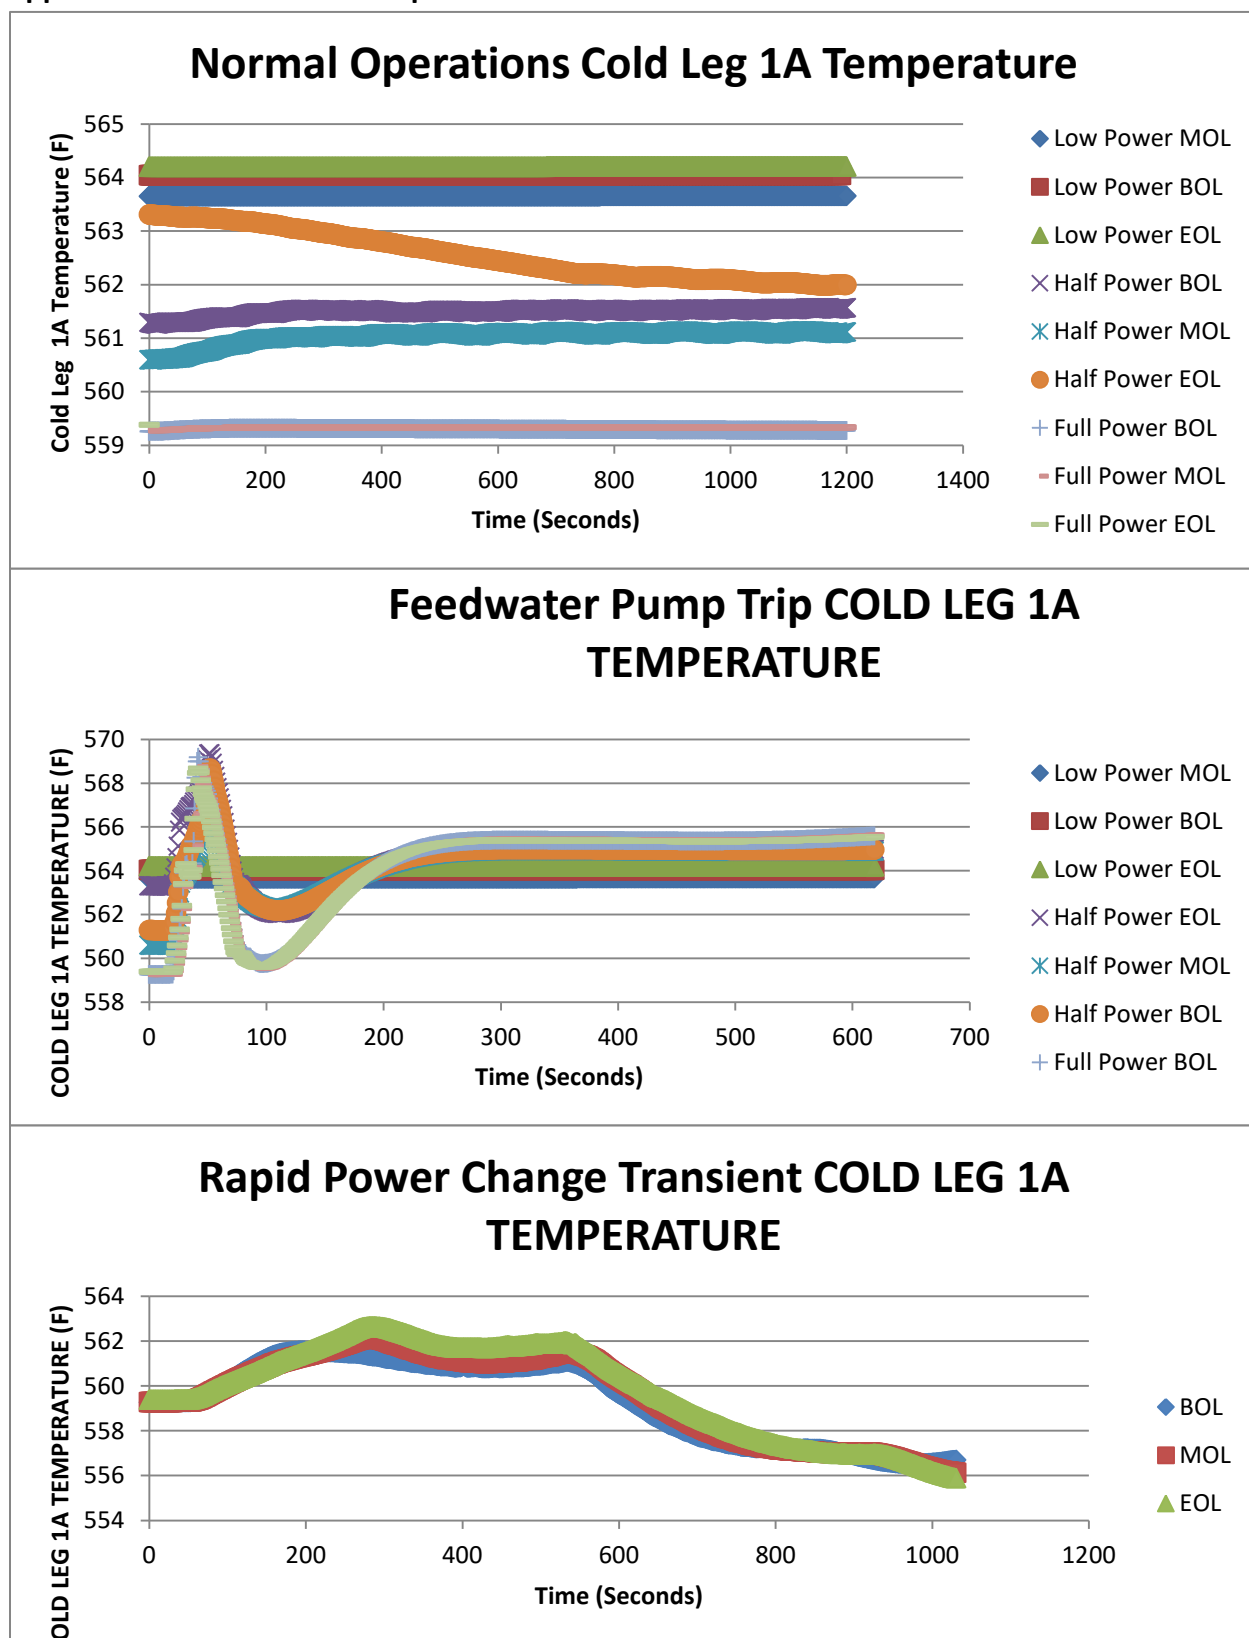 Normal Operations Cold Leg 1A Temperature
Cold Leg 1A Temperature (F)
565
564
563
562
561
560
559
0 200 400 600 800 1000 1200 1400
Time (Seconds)
Low Power MOL
Low Power BOL
Low Power EOL
Half Power BOL
Half Power MOL
Half Power EOL
Full Power BOL
Full Power MOL
Full Power EOL
Feedwater Pump Trip COLD LEG 1A
TEMPERATURE
COLD LEG 1A TEMPERATURE (F)
570
568
566
564
562
560
558
0 100 200 300 400 500 600 700
Time (Seconds)
Low Power MOL
Low Power BOL
Low Power EOL
Half Power EOL
Half Power MOL
Half Power BOL
Full Power BOL
Rapid Power Change Transient COLD LEG 1A
TEMPERATURE
OLD LEG 1A TEMPERATURE (F)
564
562
560
558
556
554
0 200 400 600 800 1000 1200
Time (Seconds)
BOL
MOL
EOL